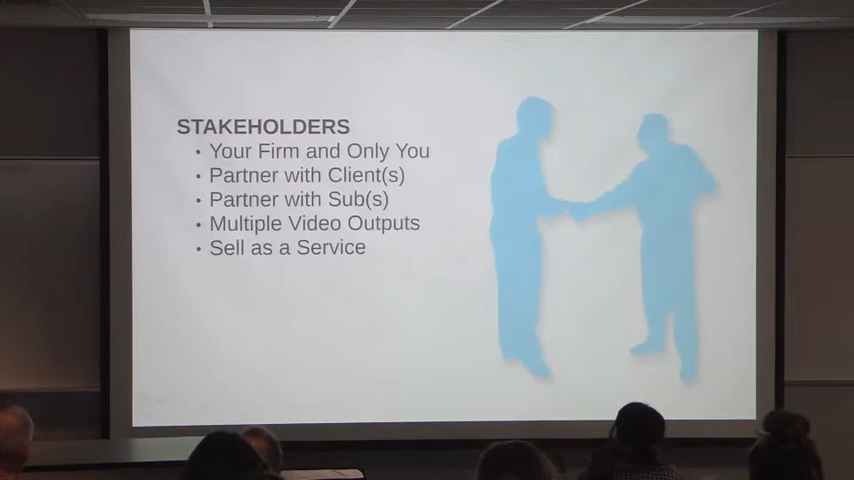 STAKEHOLDERS
• Your Firm and Only You
• Partner with Client(s)
• Partner with Sub(s)
• Multiple Video Outputs
• Sell as a Service